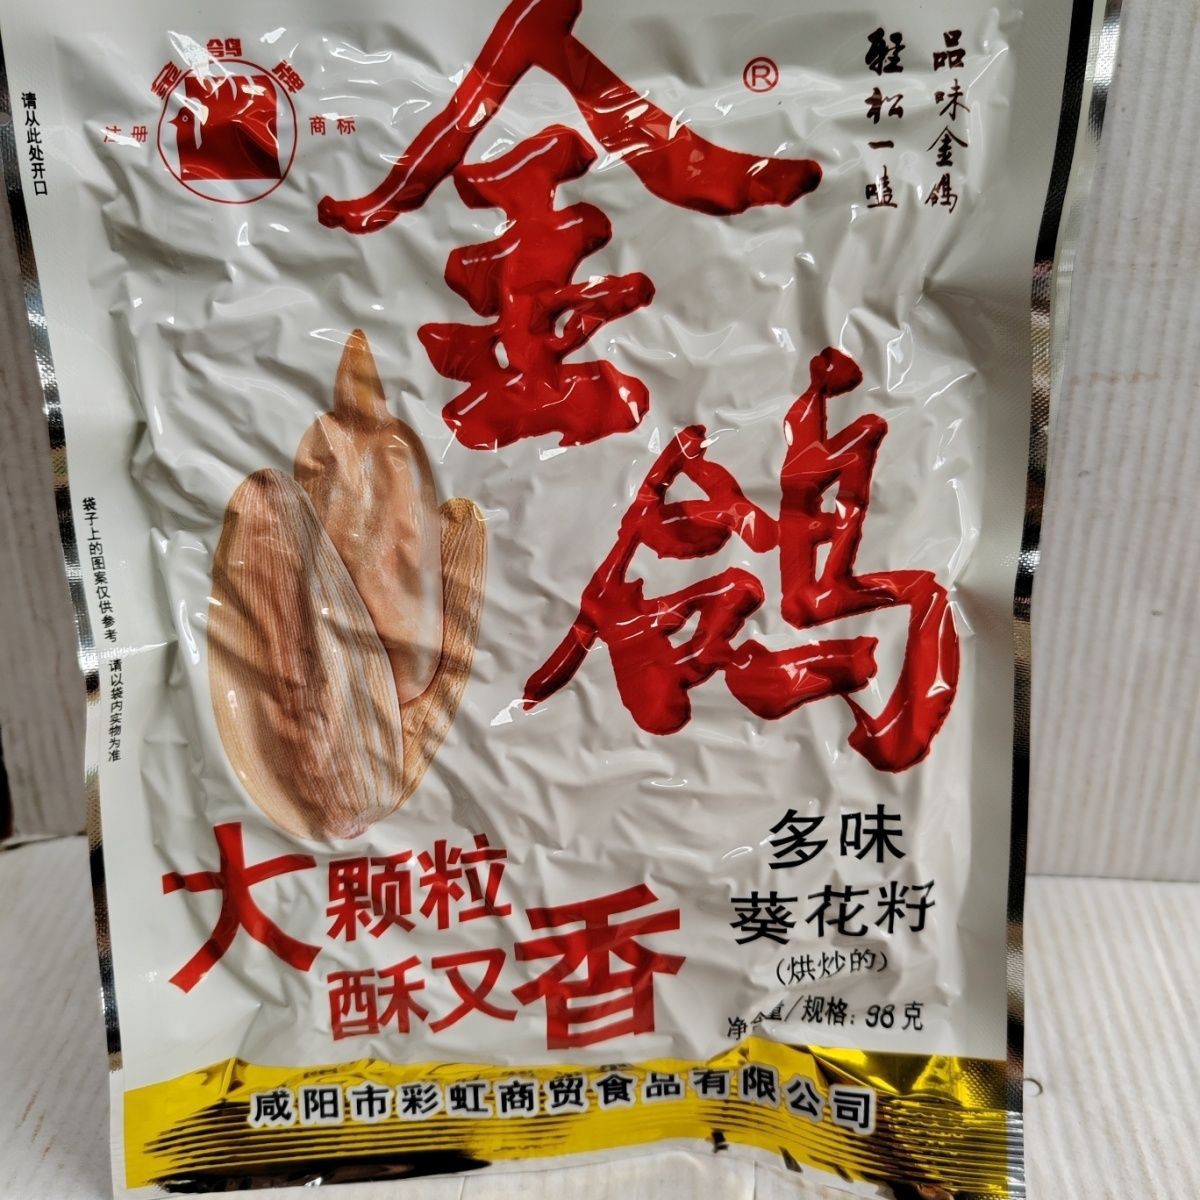 请从此处开口
金鸽牌
注册 商标
金鸽
®
品味金鸽
轻松一嗑
袋子上的图案仅供参考 请以袋内实物为准
大颗粒
酥又香
多味
葵花籽
(烘炒的)
净含量/规格:98克
咸阳市彩虹商贸食品有限公司